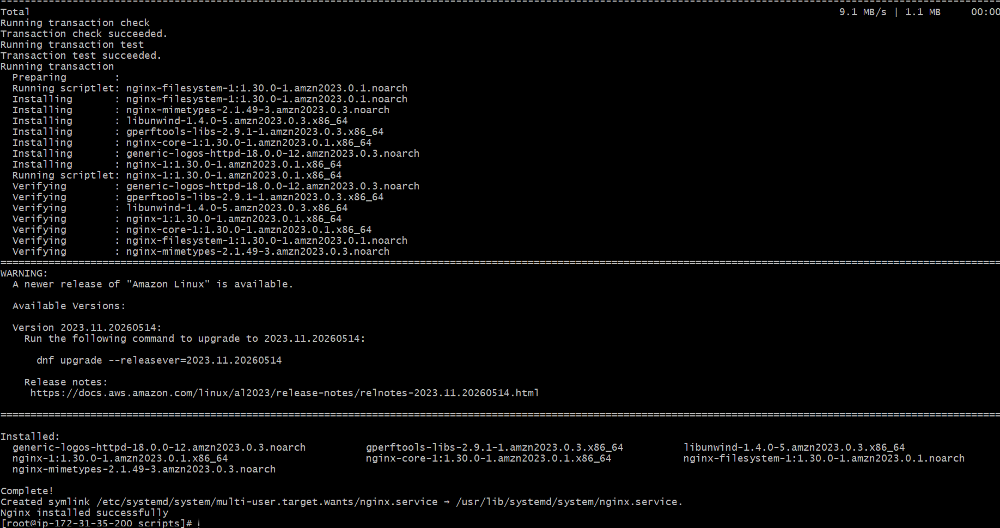 Total 9.1 MB/s | 1.1 MB 00:00
Running transaction check
Transaction check succeeded.
Running transaction test
Transaction test succeeded.
Running transaction
  Preparing        :
  Running scriptlet: nginx-filesystem-1:1.30.0-1.amzn2023.0.1.noarch
  Installing       : nginx-filesystem-1:1.30.0-1.amzn2023.0.1.noarch
  Installing       : nginx-mimetypes-2.1.49-3.amzn2023.0.3.noarch
  Installing       : libunwind-1.4.0-5.amzn2023.0.3.x86_64
  Installing       : gperftools-libs-2.9.1-1.amzn2023.0.3.x86_64
  Installing       : nginx-core-1:1.30.0-1.amzn2023.0.1.x86_64
  Installing       : generic-logos-httpd-18.0.0-12.amzn2023.0.3.noarch
  Installing       : nginx-1:1.30.0-1.amzn2023.0.1.x86_64
  Running scriptlet: nginx-1:1.30.0-1.amzn2023.0.1.x86_64
  Verifying        : generic-logos-httpd-18.0.0-12.amzn2023.0.3.noarch
  Verifying        : gperftools-libs-2.9.1-1.amzn2023.0.3.x86_64
  Verifying        : libunwind-1.4.0-5.amzn2023.0.3.x86_64
  Verifying        : nginx-1:1.30.0-1.amzn2023.0.1.x86_64
  Verifying        : nginx-core-1:1.30.0-1.amzn2023.0.1.x86_64
  Verifying        : nginx-filesystem-1:1.30.0-1.amzn2023.0.1.noarch
  Verifying        : nginx-mimetypes-2.1.49-3.amzn2023.0.3.noarch
WARNING:
  A newer release of "Amazon Linux" is available.
  Available Versions:
  Version 2023.11.20260514:
    Run the following command to upgrade to 2023.11.20260514:
      dnf upgrade --releasever=2023.11.20260514
    Release notes:
     https://docs.aws.amazon.com/linux/al2023/release-notes/relnotes-2023.11.20260514.html
Installed:
  generic-logos-httpd-18.0.0-12.amzn2023.0.3.noarch gperftools-libs-2.9.1-1.amzn2023.0.3.x86_64 libunwind-1.4.0-5.amzn2023.0.3.x86_64
  nginx-1:1.30.0-1.amzn2023.0.1.x86_64 nginx-core-1:1.30.0-1.amzn2023.0.1.x86_64 nginx-filesystem-1:1.30.0-1.amzn2023.0.1.noarch
  nginx-mimetypes-2.1.49-3.amzn2023.0.3.noarch
Complete!
Created symlink /etc/systemd/system/multi-user.target.wants/nginx.service → /usr/lib/systemd/system/nginx.service.
Nginx installed successfully
[root@ip-172-31-35-200 scripts]#